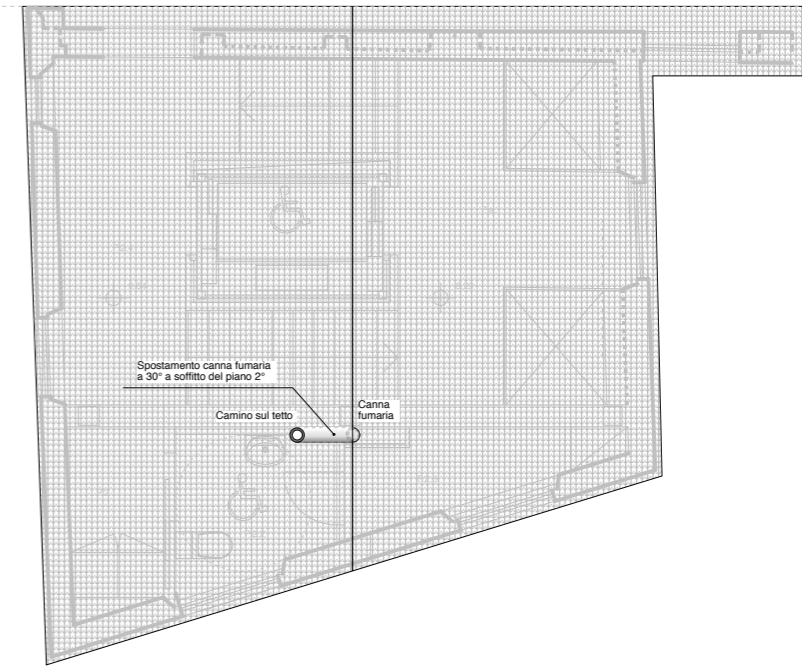 Spostamento canna fumaria
a 30° a soffitto del piano 2°
Camino sul tetto
Canna
fumaria